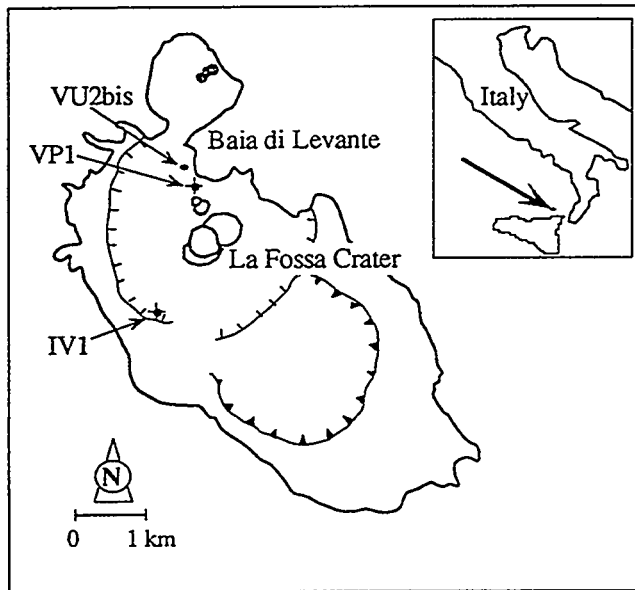 VU2bis
Italy
Baia di Levante
VP1
La Fossa Crater
IV1
N
0 1 km